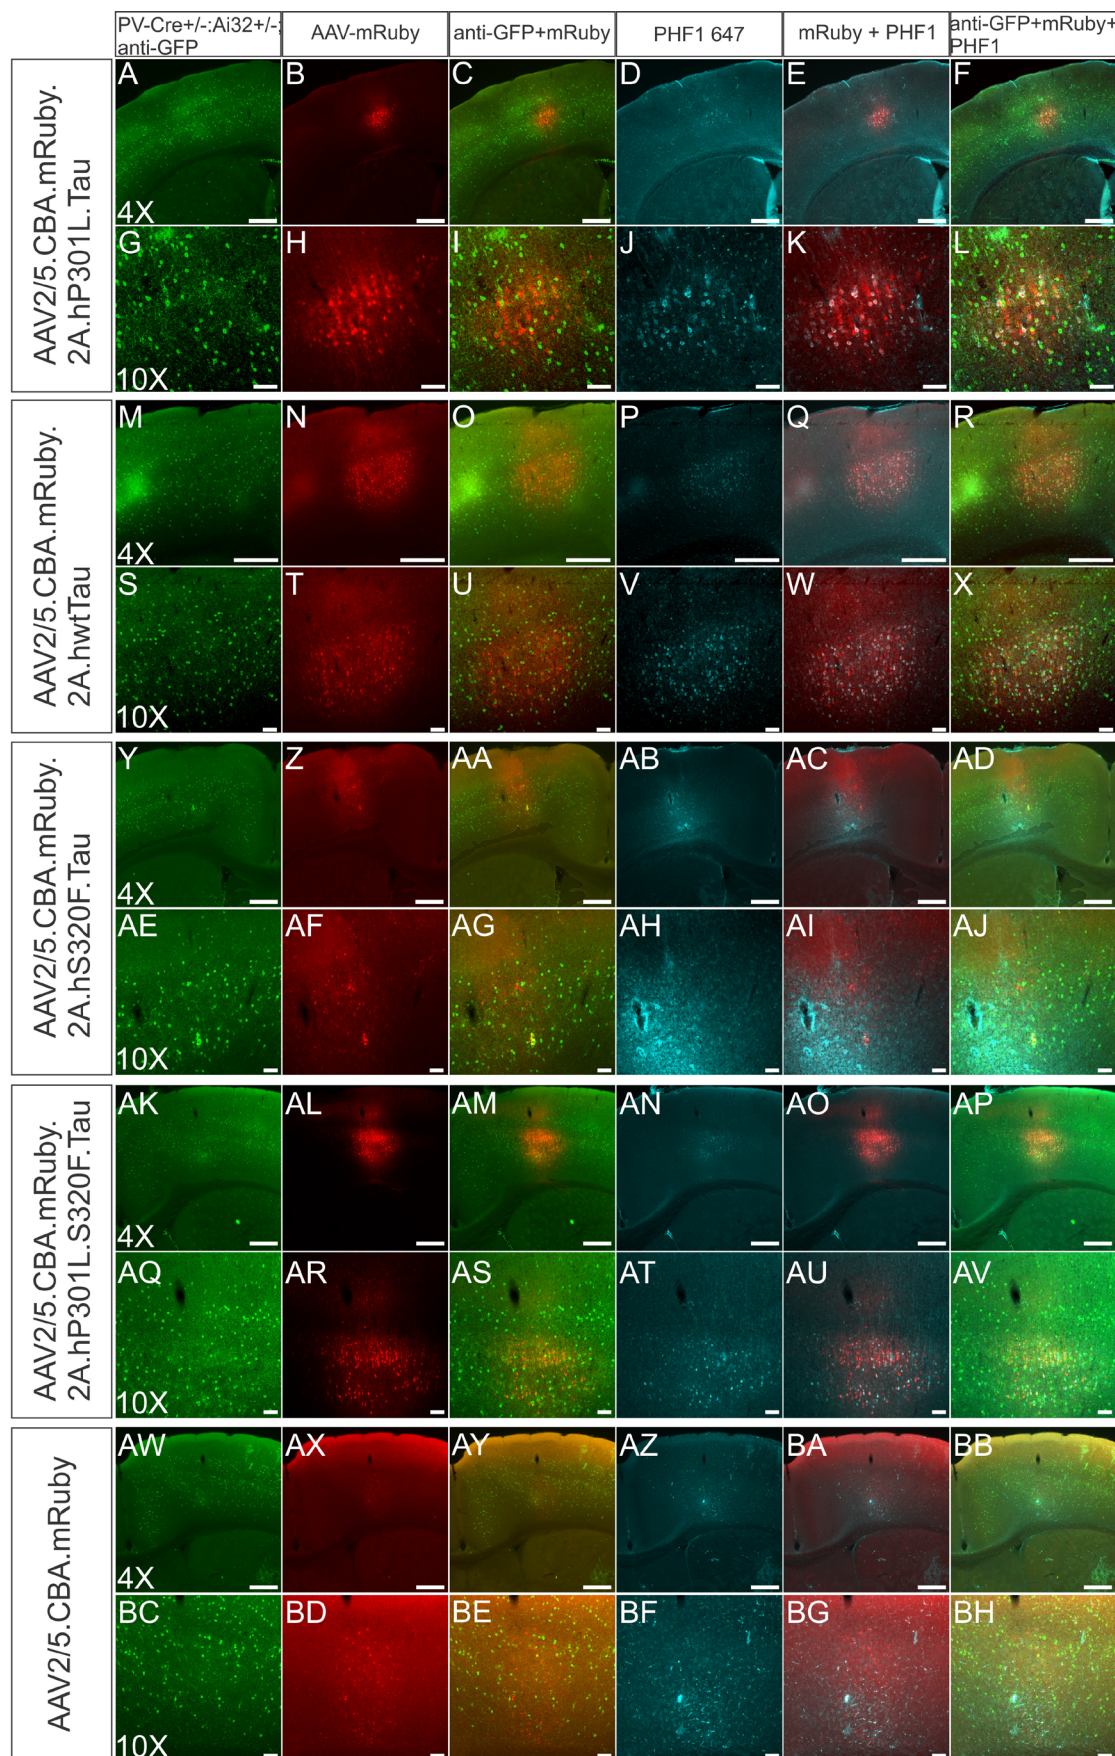 PV-Cre+/-:Ai32+/-;
anti-GFP
AAV-mRuby
anti-GFP+mRuby
PHF1 647
mRuby + PHF1
anti-GFP+mRuby+
PHF1
AAV2/5.CBA.mRuby.
2A.hP301L.Tau
A B C D E F
4X
G H I J K L
10X
AAV2/5.CBA.mRuby.
2A.hwtTau
M N O P Q R
4X
S T U V W X
10X
AAV2/5.CBA.mRuby.
2A.hS320F.Tau
Y Z AA AB AC AD
4X
AE AF AG AH AI AJ
10X
AAV2/5.CBA.mRuby.
2A.hP301L.S320F.Tau
AK AL AM AN AO AP
4X
AQ AR AS AT AU AV
10X
AAV2/5.CBA.mRuby
AW AX AY AZ BA BB
4X
BC BD BE BF BG BH
10X